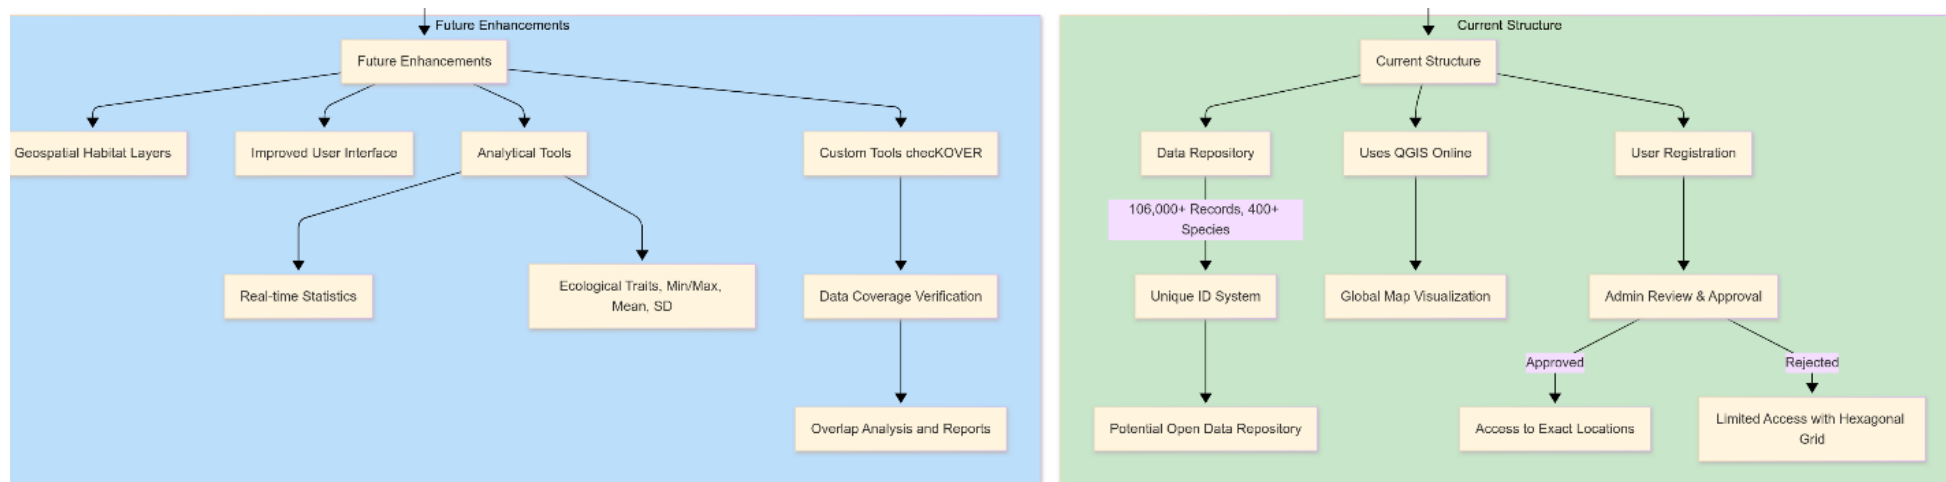 Future Enhancements
Future Enhancements
Geospatial Habitat Layers
Improved User Interface
Analytical Tools
Custom Tools checKOVER
Real-time Statistics
Ecological Traits, Min/Max,
Mean, SD
Data Coverage Verification
Overlap Analysis and Reports
Current Structure
Current Structure
Data Repository
Uses QGIS Online
User Registration
106,000+ Records, 400+
Species
Unique ID System
Global Map Visualization
Admin Review & Approval
Approved
Rejected
Potential Open Data Repository
Access to Exact Locations
Limited Access with Hexagonal
Grid